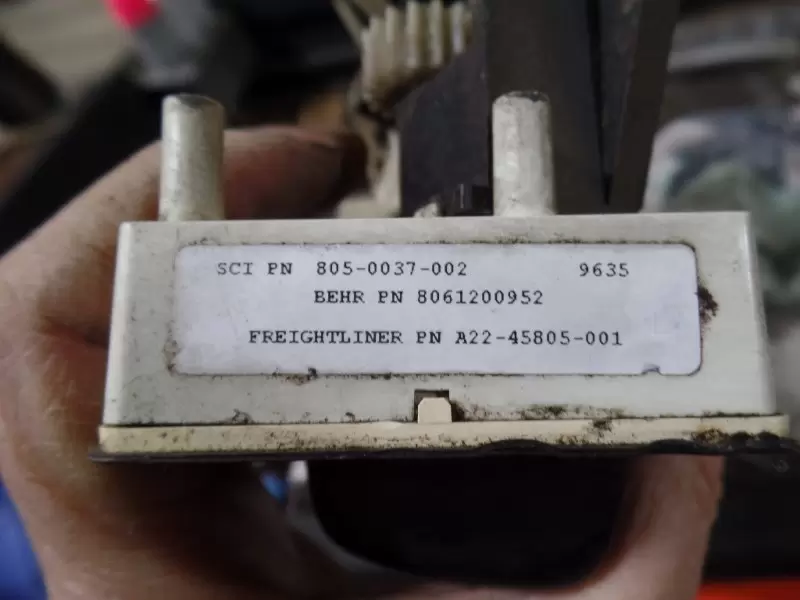 SCI PN 805-0037-002 9635
BEHR PN 8061200952
FREIGHTLINER PN A22-45805-001